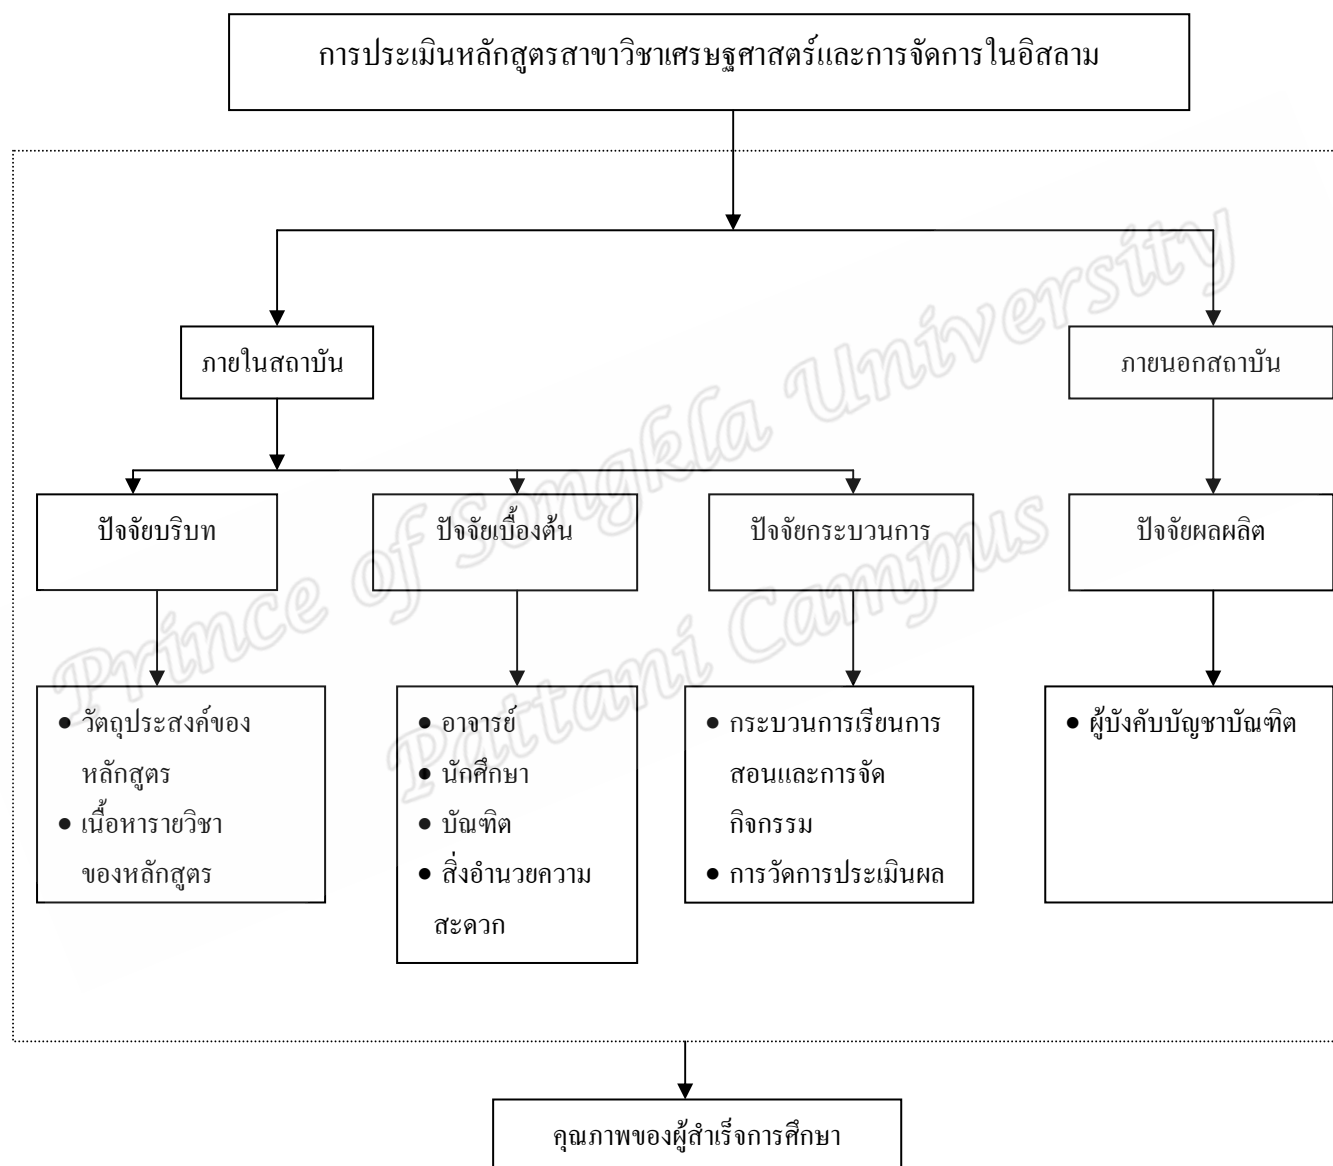 การประเมินหลักสูตรสาขาวิชาเศรษฐศาสตร์และการจัดการในอิสลาม
ภายในสถาบัน
ภายนอกสถาบัน
ปัจจัยบริบท
ปัจจัยเบื้องต้น
ปัจจัยกระบวนการ
ปัจจัยผลผลิต
• วัตถุประสงค์ของ
หลักสูตร
• เนื้อหารายวิชา
ของหลักสูตร
• อาจารย์
• นักศึกษา
• บัณฑิต
• สิ่งอำนวยความ
สะดวก
• กระบวนการเรียนการ
สอนและการจัด
กิจกรรม
• การวัดการประเมินผล
• ผู้บังคับบัญชาบัณฑิต
คุณภาพของผู้สำเร็จการศึกษา
Prince of Songkla University
Pattani Campus